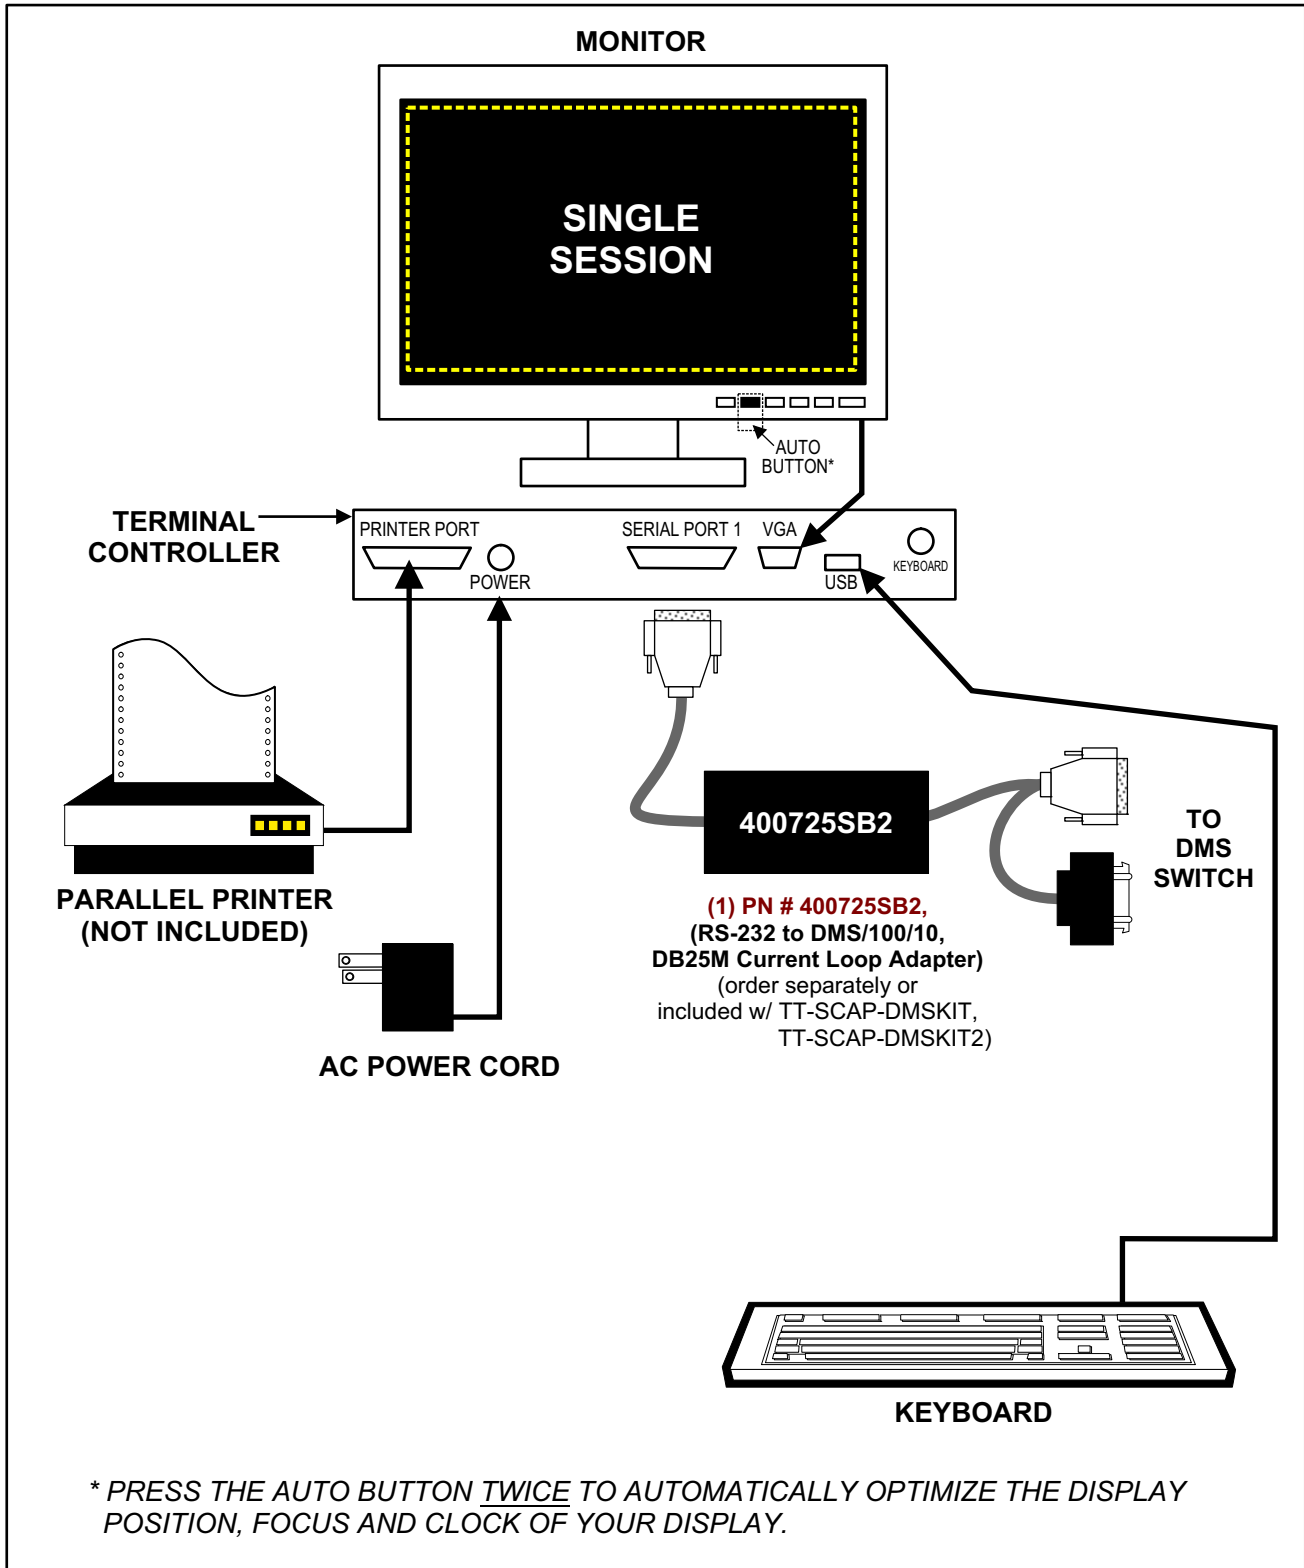 MONITOR
SINGLE
SESSION
AUTO
BUTTON*
TERMINAL
CONTROLLER
PRINTER PORT
POWER
SERIAL PORT 1
VGA
USB
KEYBOARD
PARALLEL PRINTER
(NOT INCLUDED)
AC POWER CORD
400725SB2
TO
DMS
SWITCH
(1) PN # 400725SB2,
(RS-232 to DMS/100/10,
DB25M Current Loop Adapter)
(order separately or
included w/ TT-SCAP-DMSKIT,
TT-SCAP-DMSKIT2)
KEYBOARD
* PRESS THE AUTO BUTTON TWICE TO AUTOMATICALLY OPTIMIZE THE DISPLAY
POSITION, FOCUS AND CLOCK OF YOUR DISPLAY.